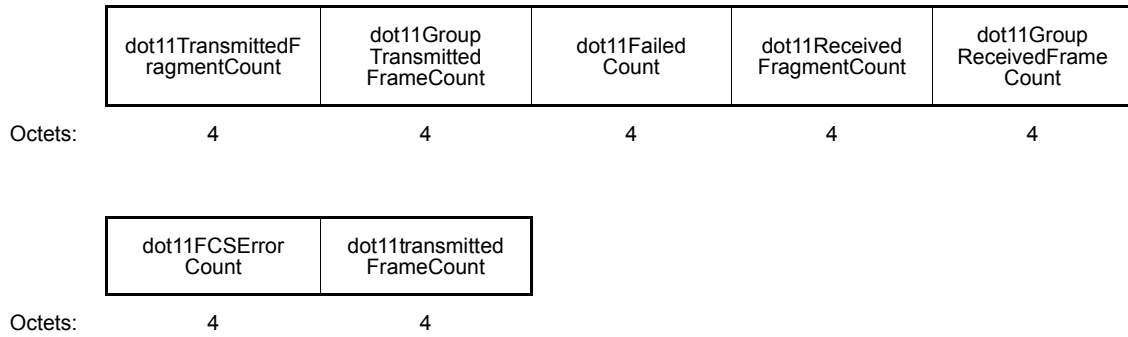 dot11TransmittedF
ragmentCount
dot11Group
Transmitted
FrameCount
dot11Failed
Count
dot11Received
FragmentCount
dot11Group
ReceivedFrame
Count
Octets: 4 4 4 4 4
dot11FCSError
Count
dot11transmitted
FrameCount
Octets: 4 4